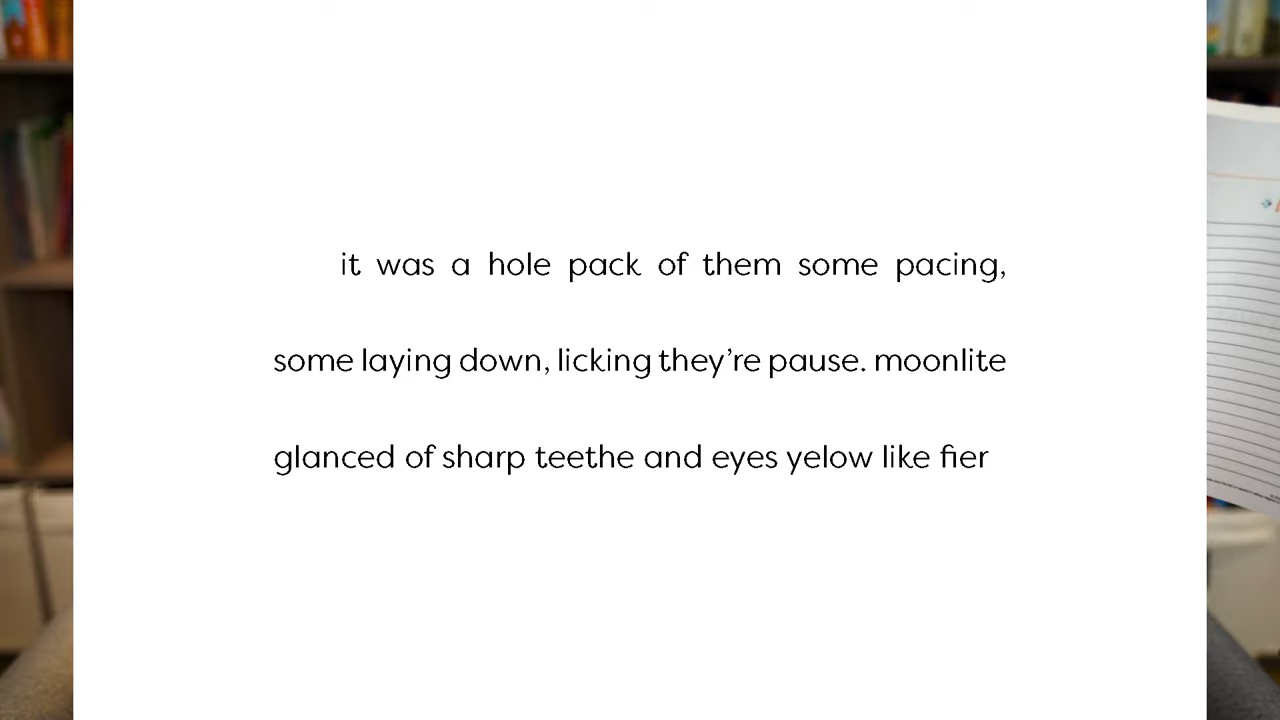 it was a hole pack of them some pacing,
some laying down, licking they’re pause. moonlite
glanced of sharp teethe and eyes yelow like fier